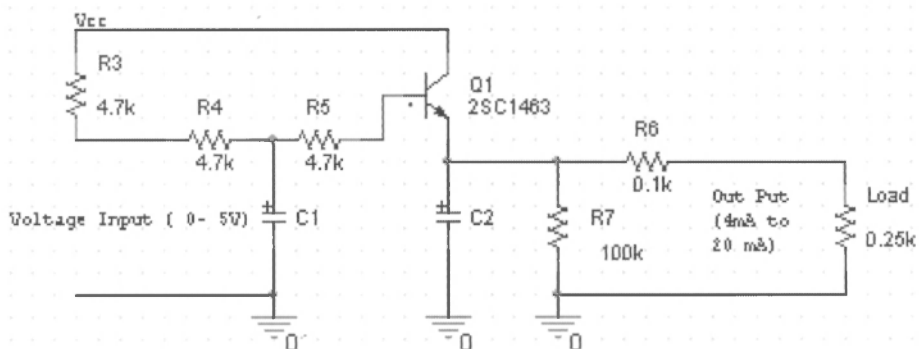 Vcc
R3
4.7k
R4
4.7k
R5
4.7k
Q1
2SC1463
R6
0.1k
Voltage Input ( 0- 5V)
C1
C2
R7
100k
Out Put
(4mA to
20 mA)
Load
0.25k
0
0
0